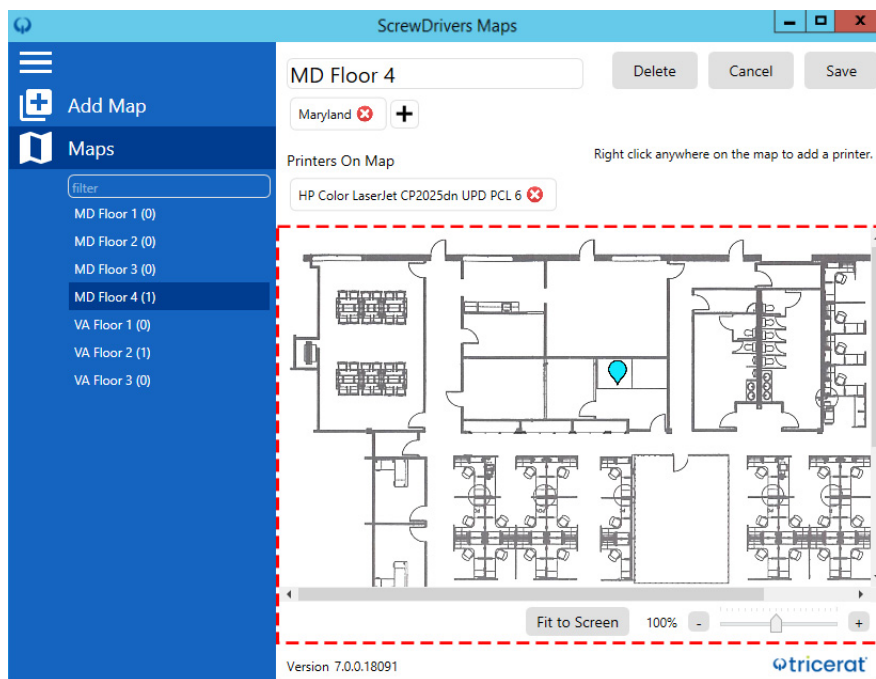 ScrewDrivers Maps
Add Map
Maps
filter
MD Floor 1 (0)
MD Floor 2 (0)
MD Floor 3 (0)
MD Floor 4 (1)
VA Floor 1 (0)
VA Floor 2 (1)
VA Floor 3 (0)
MD Floor 4
Delete
Cancel
Save
Maryland
Printers On Map
Right click anywhere on the map to add a printer.
HP Color LaserJet CP2025dn UPD PCL 6
Fit to Screen
100%
-
+
Version 7.0.0.18091
tricerat